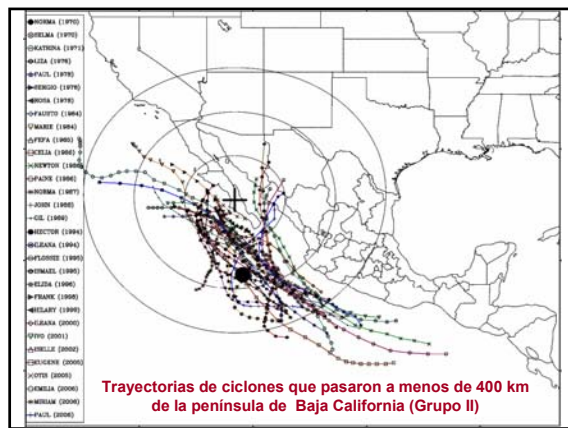 NORMA (1970)
SELMA (1970)
KATRINA (1971)
LIZA (1976)
PAUL (1978)
SERGIO (1978)
ROSA (1978)
FAUSTO (1984)
MARIE (1984)
PEFA (1985)
CELIA (1986)
NEWTON (1986)
PAINE (1986)
NORMA (1987)
JOHN (1988)
GIL (1989)
HECTOR (1994)
ILEANA (1994)
FLOSSIE (1995)
ISMAEL (1995)
ELIDA (1996)
FRANK (1998)
HILARY (1999)
ILEANA (2000)
IVO (2001)
ISELLE (2002)
EUGENE (2005)
OTIS (2005)
EMILIA (2006)
MIRIAM (2006)
PAUL (2006)
Trayectorias de ciclones que pasaron a menos de 400 km
de la península de Baja California (Grupo II)